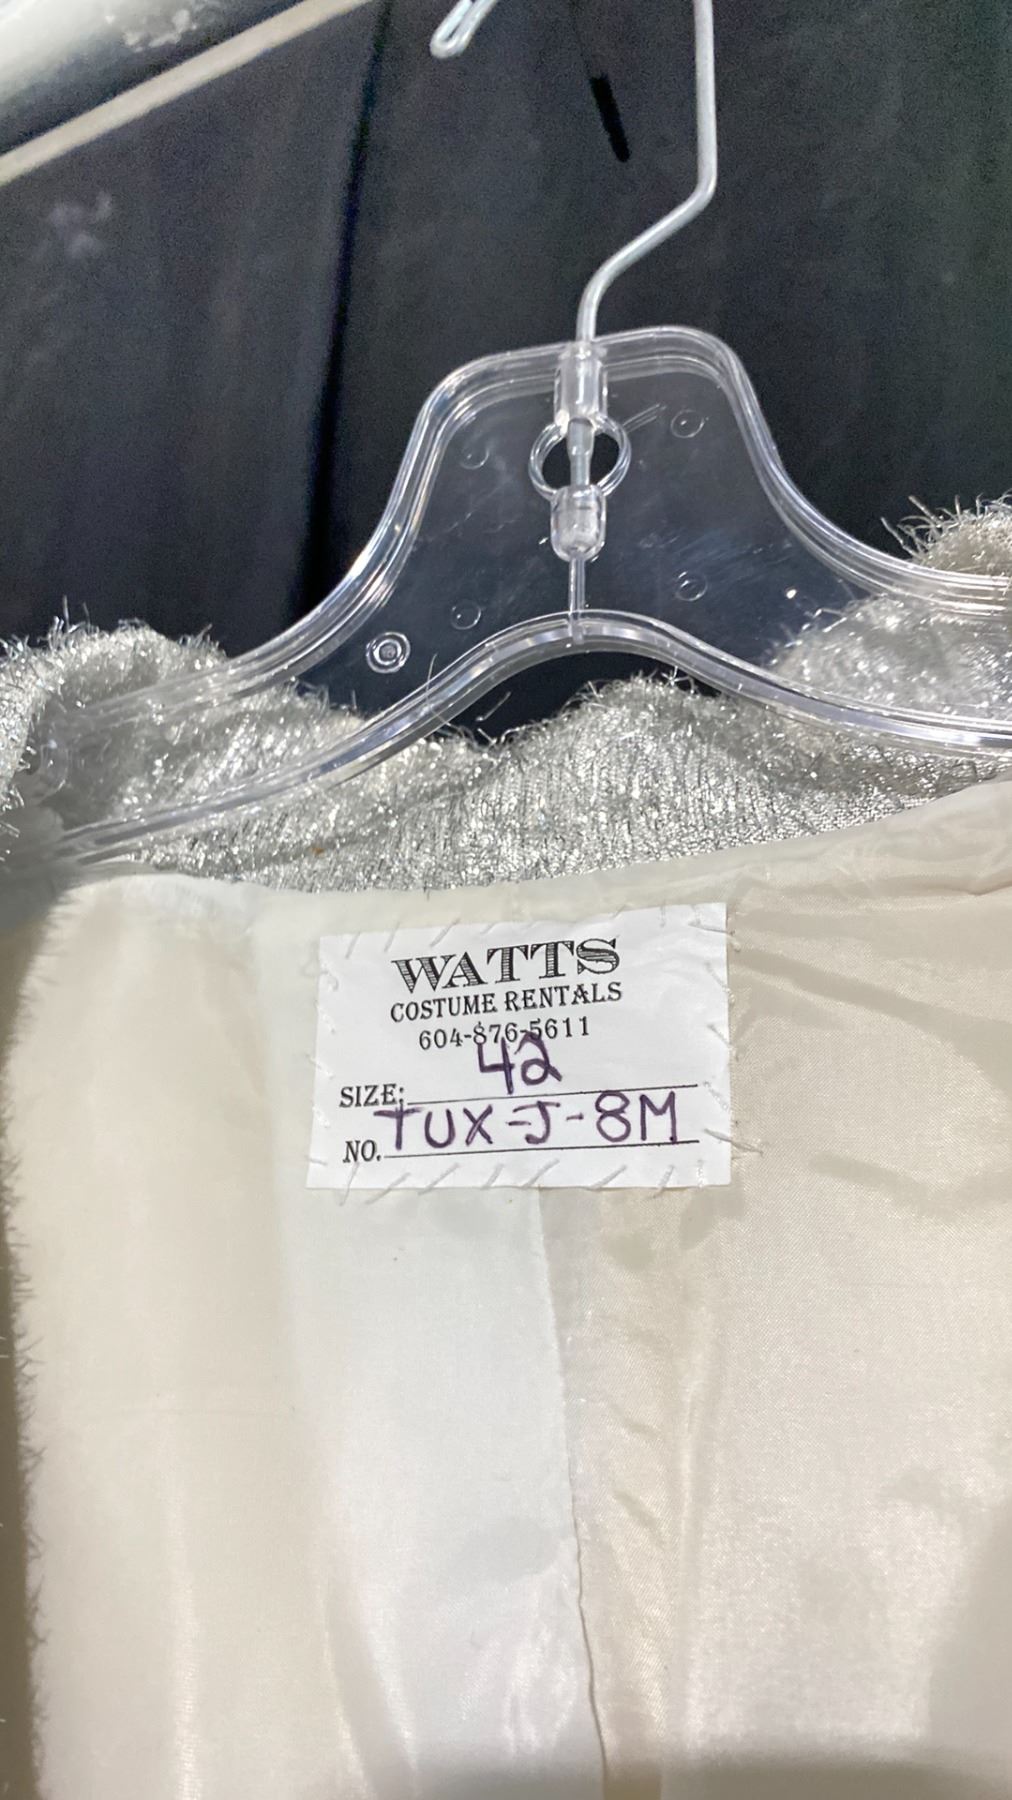 WATTS
COSTUME RENTALS
604-876-5611
SIZE: 42
NO. TUX-J-8M